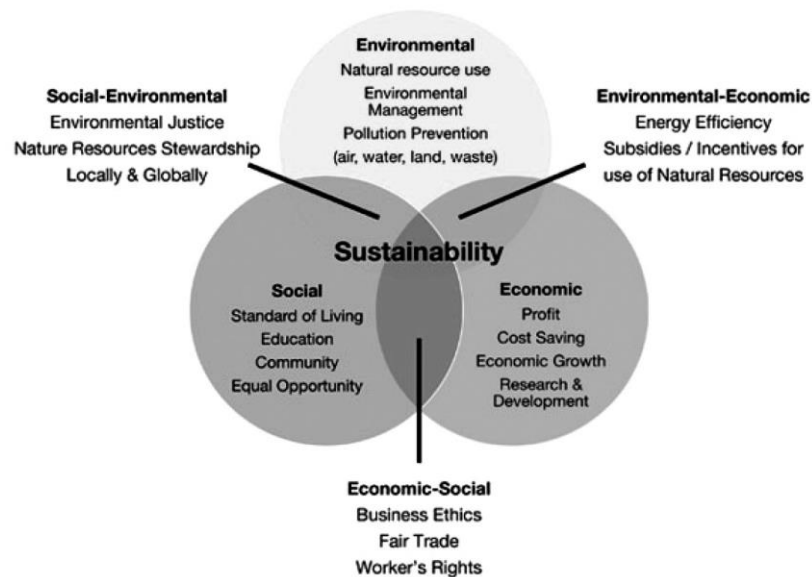 Environmental
Natural resource use
Environmental
Management
Pollution Prevention
(air, water, land, waste)
Social-Environmental
Environmental Justice
Nature Resources Stewardship
Locally & Globally
Environmental-Economic
Energy Efficiency
Subsidies / Incentives for
use of Natural Resources
Sustainability
Social
Standard of Living
Education
Community
Equal Opportunity
Economic
Profit
Cost Saving
Economic Growth
Research &
Development
Economic-Social
Business Ethics
Fair Trade
Worker's Rights